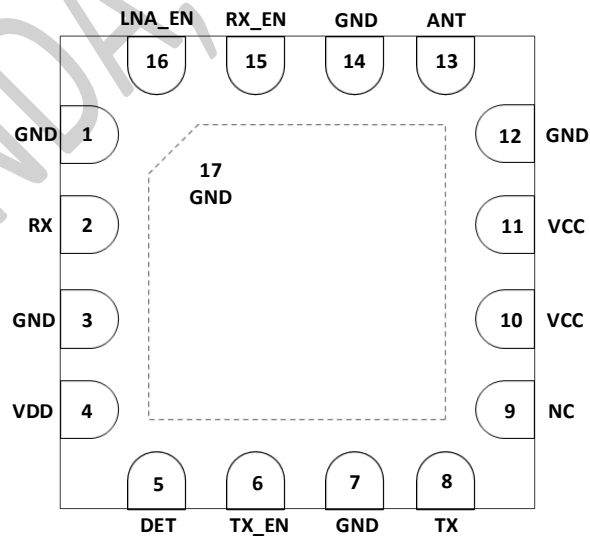 LNA_EN RX_EN GND ANT
16 15 14 13
GND 1 12 GND
17
GND
RX 2 11 VCC
GND 3 10 VCC
VDD 4 9 NC
5 6 7 8
DET TX_EN GND TX
NDA,